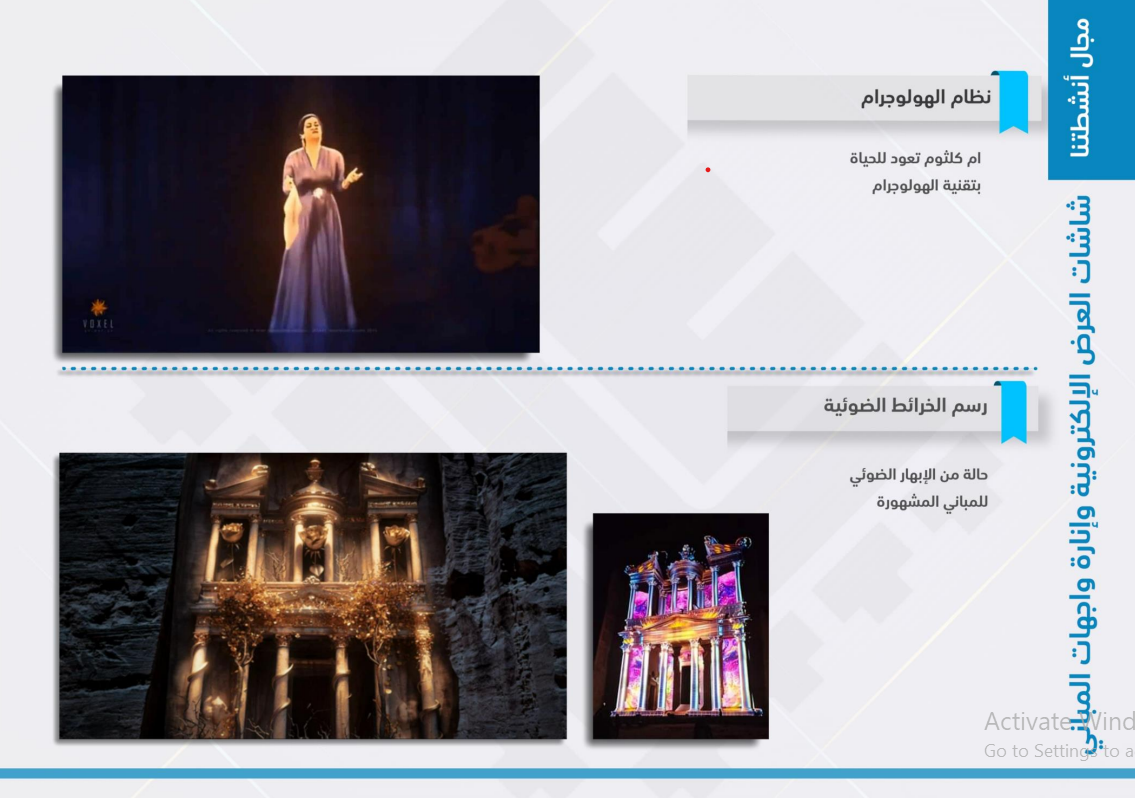 مجال أنشطتنا
شاشات العرض الإلكترونية وإنارة واجهات المباني
نظام الهولوجرام
ام كلثوم تعود للحياة
بتقنية الهولوجرام
VOXEL
رسم الخرائط الضوئية
حالة من الإبهار الضوئي
للمباني المشهورة
Activate Wind
Go to Settings to a